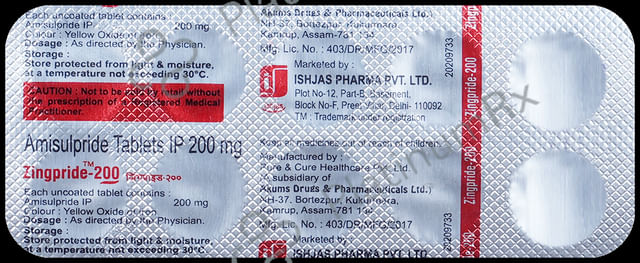 Each uncoated tablet contains :
Amisulpride IP 200 mg
Colour : Yellow Oxide of Iron
Dosage : As directed by the Physician.
Storage:
Store protected from light & moisture,
at a temperature not exceeding 30°C.
CAUTION : Not to be sold by retail without
the prescription of a Registered Medical
Practitioner.
Amisulpride Tablets IP 200 mg
Zingpride™-200
Each uncoated tablet contains :
Amisulpride IP 200 mg
Colour : Yellow Oxide of Iron
Dosage : As directed by the Physician.
Storage:
Store protected from light & moisture,
at a temperature not exceeding 30°C
Akums Drugs & Pharmaceuticals Ltd.)
KH-37, Bortezpur, Kukurmara,
Kamrup, Assam-781 134
Mfg. Lic. No. : 403/DR/MFG/2017
Marketed by :
ISHJAS PHARMA PVT. LTD.
Plot No-12, Part-B, Basement,
Block No-F, Preet Vihar, Delhi- 110092
TM : Trademark under registration
Keep all medicines out of reach of children.
Manufactured by :
Pure & Cure Healthcare Pvt. Ltd.
(A subsidiary of
Akums Drugs & Pharmaceuticals Ltd.)
KH-37, Bortezpur, Kukurmara,
Kamrup, Assam-781 134
Mfg. Lic. No. : 403/DR/MFG/2017
Marketed by :
ISHJAS PHARMA PVT. LTD.
20209733
20209733
Zingpride-200
Zingpride-200
Zingpride-200